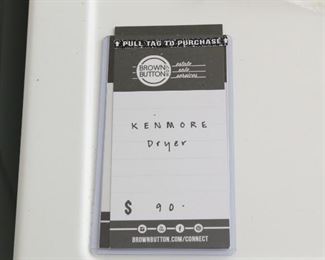 PULL TAG TO PURCHASE
BROWN
BUTTON
estate
sale
services
KENMORE
Dryer
$ 90.
BROWNBUTTON.COM/CONNECT